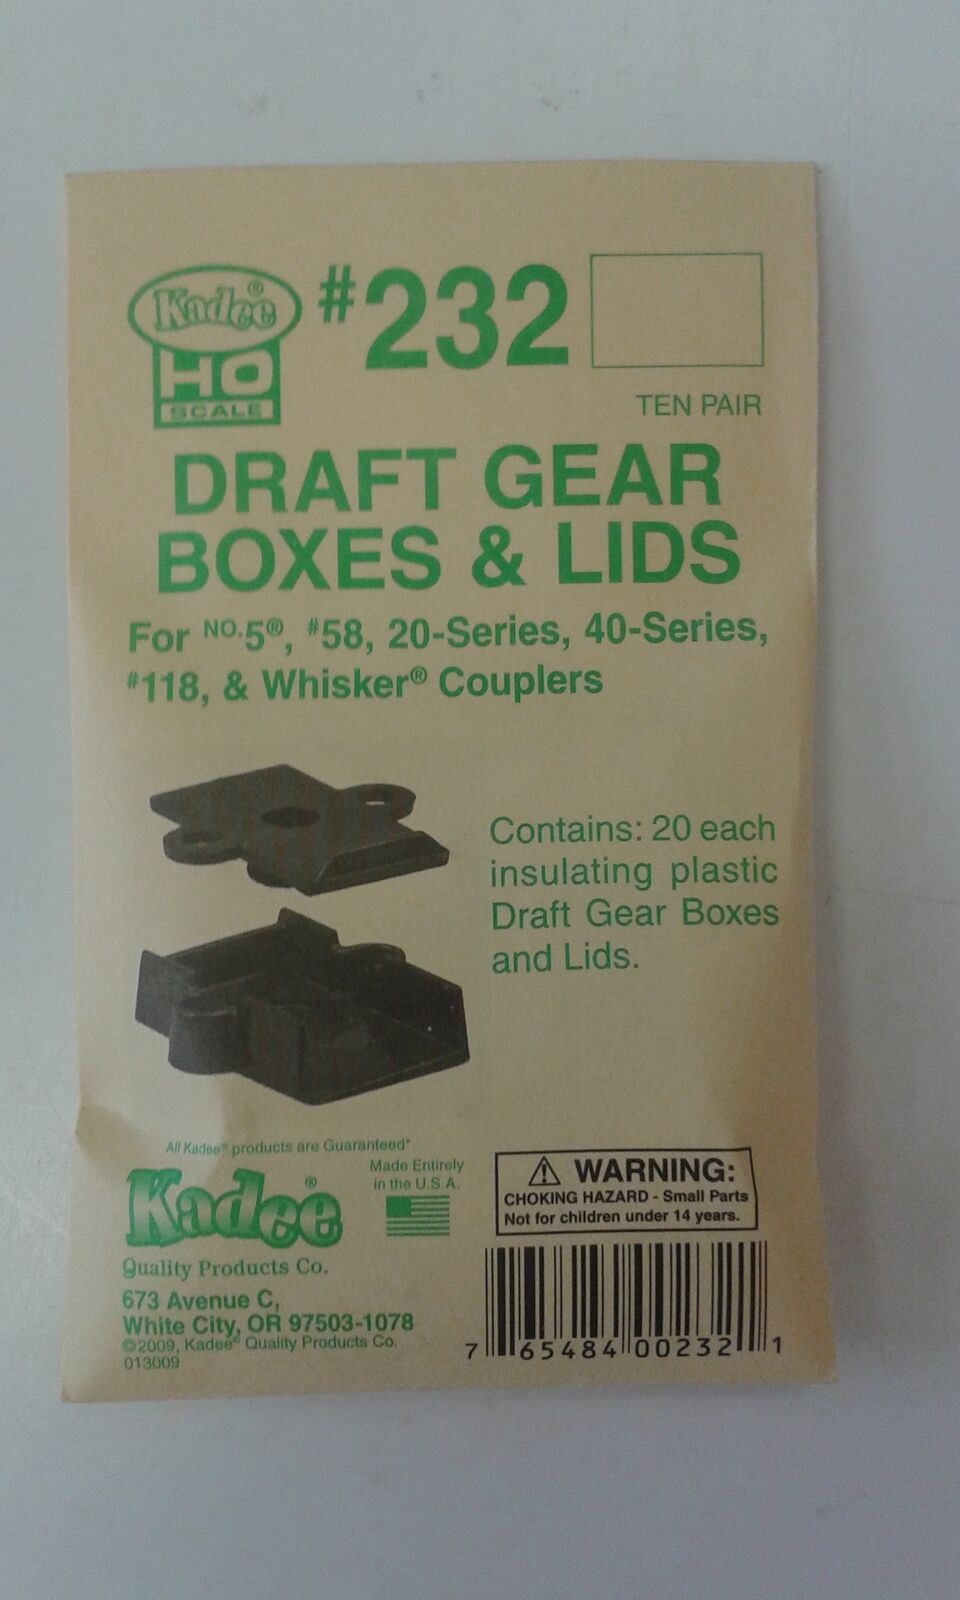 Kadee®
HO
SCALE
#232
TEN PAIR
DRAFT GEAR
BOXES & LIDS
For NO.5®, #58, 20-Series, 40-Series,
#118, & Whisker® Couplers
Contains: 20 each
insulating plastic
Draft Gear Boxes
and Lids.
All Kadee® products are Guaranteed*
Kadee®
Made Entirely
in the U.S.A.
Quality Products Co.
673 Avenue C,
White City, OR 97503-1078
©2009, Kadee® Quality Products Co.
013009
⚠ WARNING:
CHOKING HAZARD - Small Parts
Not for children under 14 years.
7 65484 00232 1